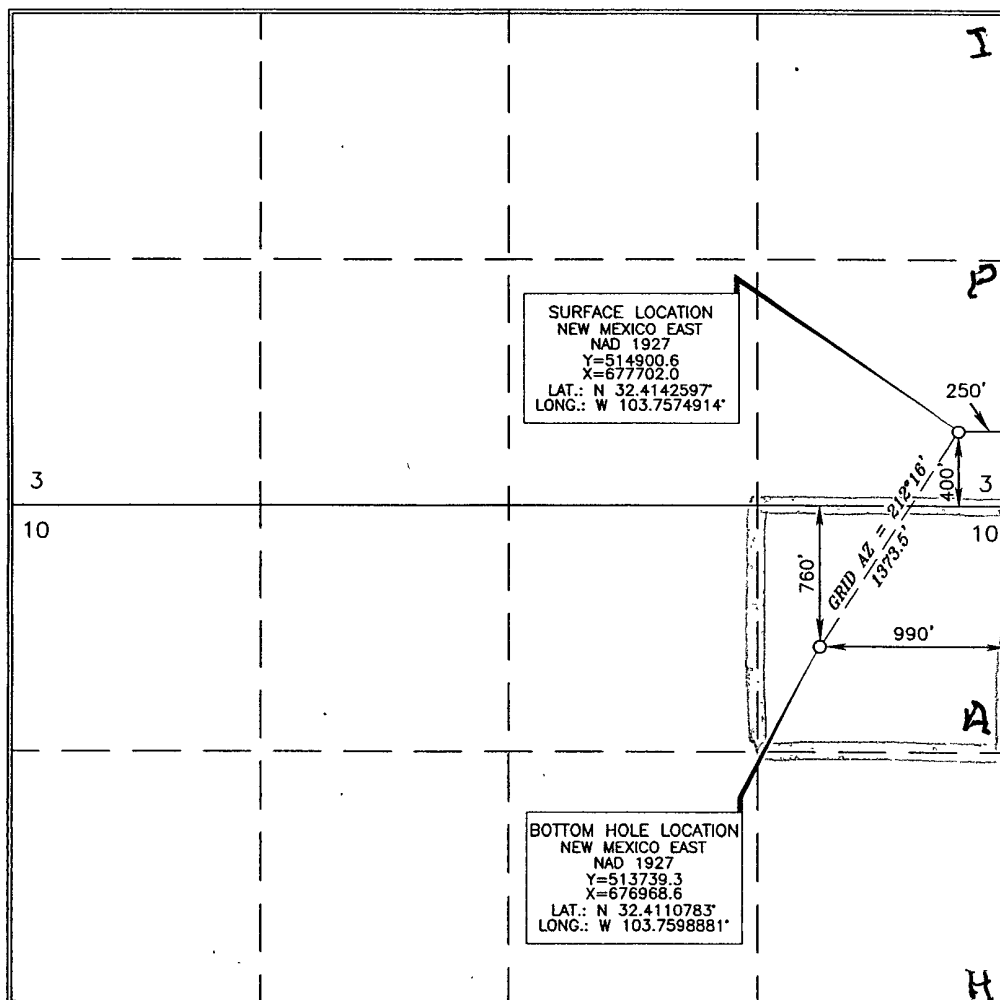 I
P
SURFACE LOCATION
NEW MEXICO EAST
NAD 1927
Y=514900.6
X=677702.0
LAT.: N 32.4142597°
LONG.: W 103.7574914°
250'
400'
3
3
10
10
GRID AZ = 212°16'
1373.5'
760'
990'
A
BOTTOM HOLE LOCATION
NEW MEXICO EAST
NAD 1927
Y=513739.3
X=676968.6
LAT.: N 32.4110783°
LONG.: W 103.7598881°
H